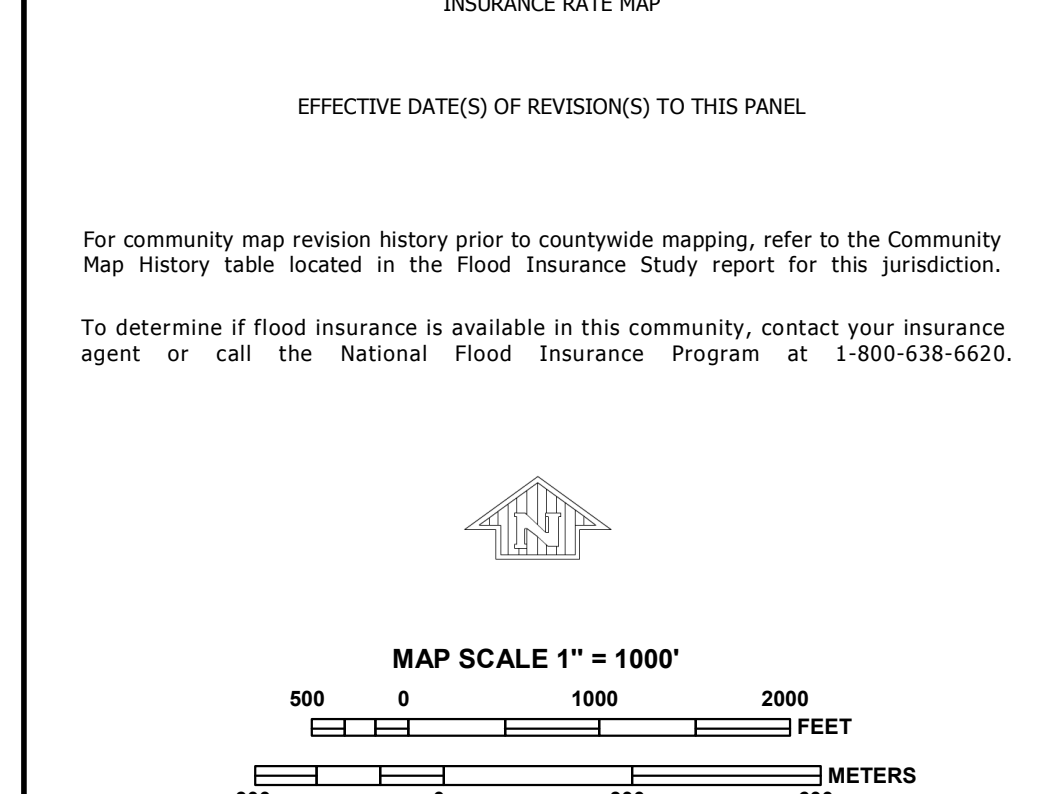 INSURANCE RATE MAP
EFFECTIVE DATE(S) OF REVISION(S) TO THIS PANEL
For community map revision history prior to countywide mapping, refer to the Community
Map History table located in the Flood Insurance Study report for this jurisdiction.
To determine if flood insurance is available in this community, contact your insurance
agent or call the National Flood Insurance Program at 1-800-638-6620.
N
MAP SCALE 1" = 1000'
500 0 1000 2000
FEET
METERS